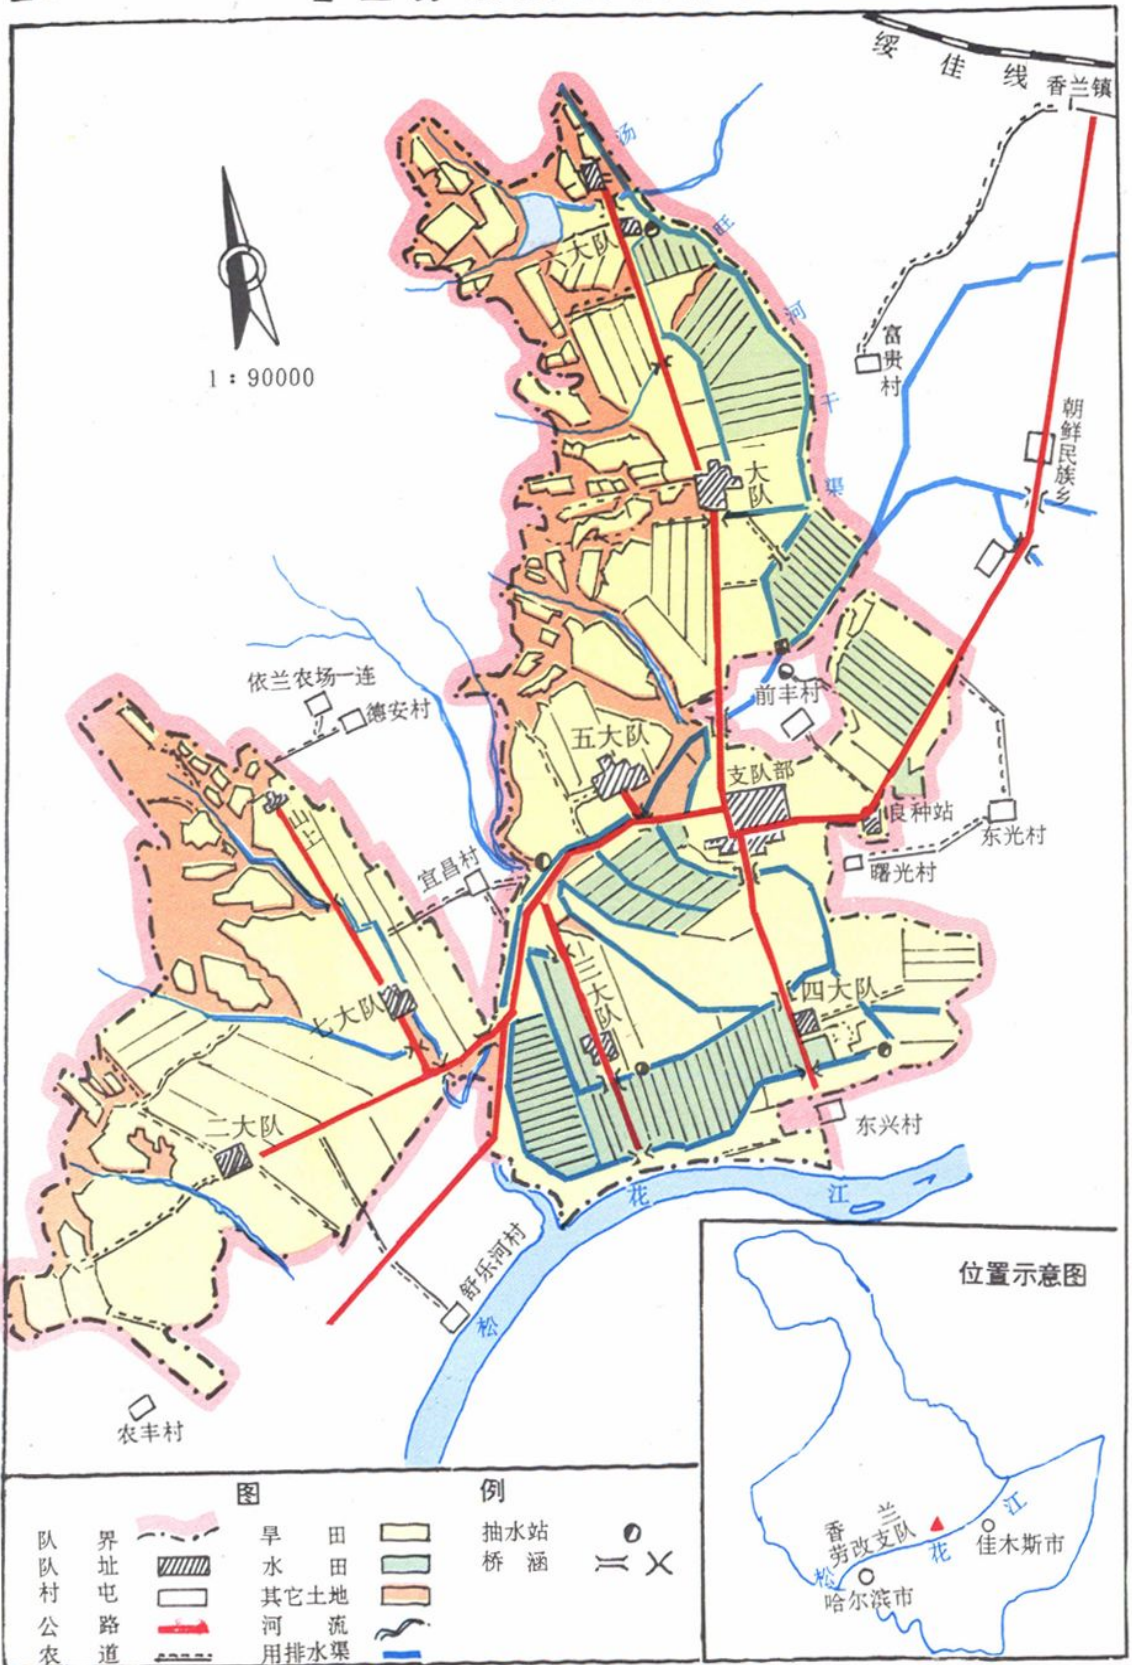 绥佳线
香兰镇
汤旺河干渠
1：90000
六大队
富贵村
朝鲜民族乡
一大队
依兰农场一连
德安村
前丰村
五大队
支队部
良种站
东光村
曙光村
山上
宜昌村
三大队
四大队
七大队
二大队
东兴村
松花江
舒乐河村
农丰村
位置示意图
香兰
劳改支队
松花江
佳木斯市
哈尔滨市
图例
队界
旱田
抽水站
队址
水田
桥涵
村屯
其它土地
公路
河流
农道
用排水渠